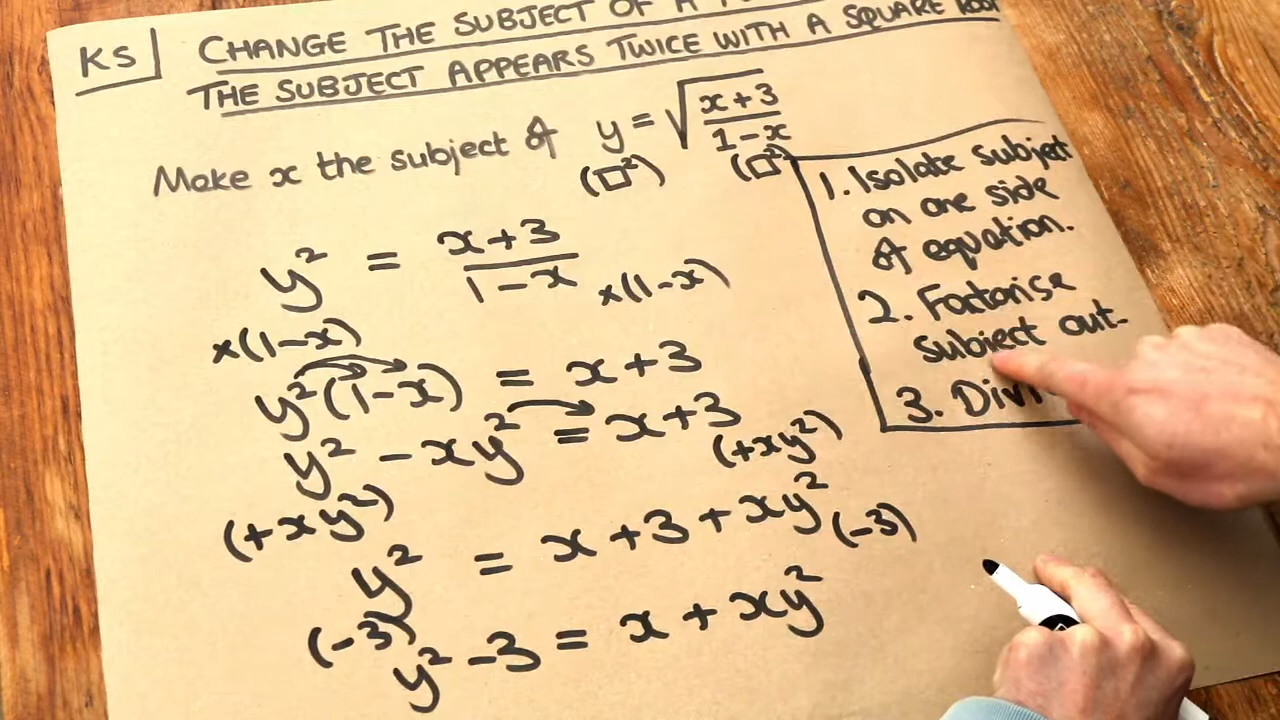 KS
CHANGE THE SUBJECT OF A
THE SUBJECT APPEARS TWICE WITH A SQUARE ROOT
Make x the subject of y = √((x+3)/(1-x))
(□²) (□²)
y² = (x+3)/(1-x)
×(1-x) ×(1-x)
y²(1-x) = x+3
y² - xy² = x+3
(+xy²) (+xy²)
y² = x+3+xy²
(-3) (-3)
y² -3 = x + xy²
1. Isolate subject
on one side
of equation.
2. Factorise
subject out.
3.